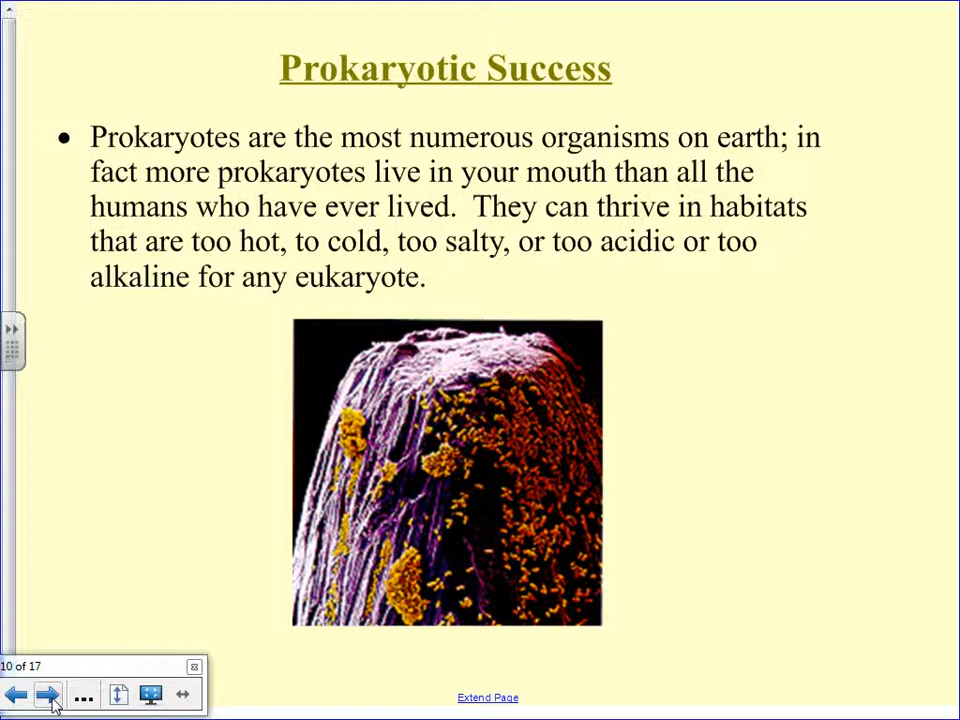 Prokaryotic Success
• Prokaryotes are the most numerous organisms on earth; in
fact more prokaryotes live in your mouth than all the
humans who have ever lived.  They can thrive in habitats
that are too hot, to cold, too salty, or too acidic or too
alkaline for any eukaryote.
10 of 17
Extend Page